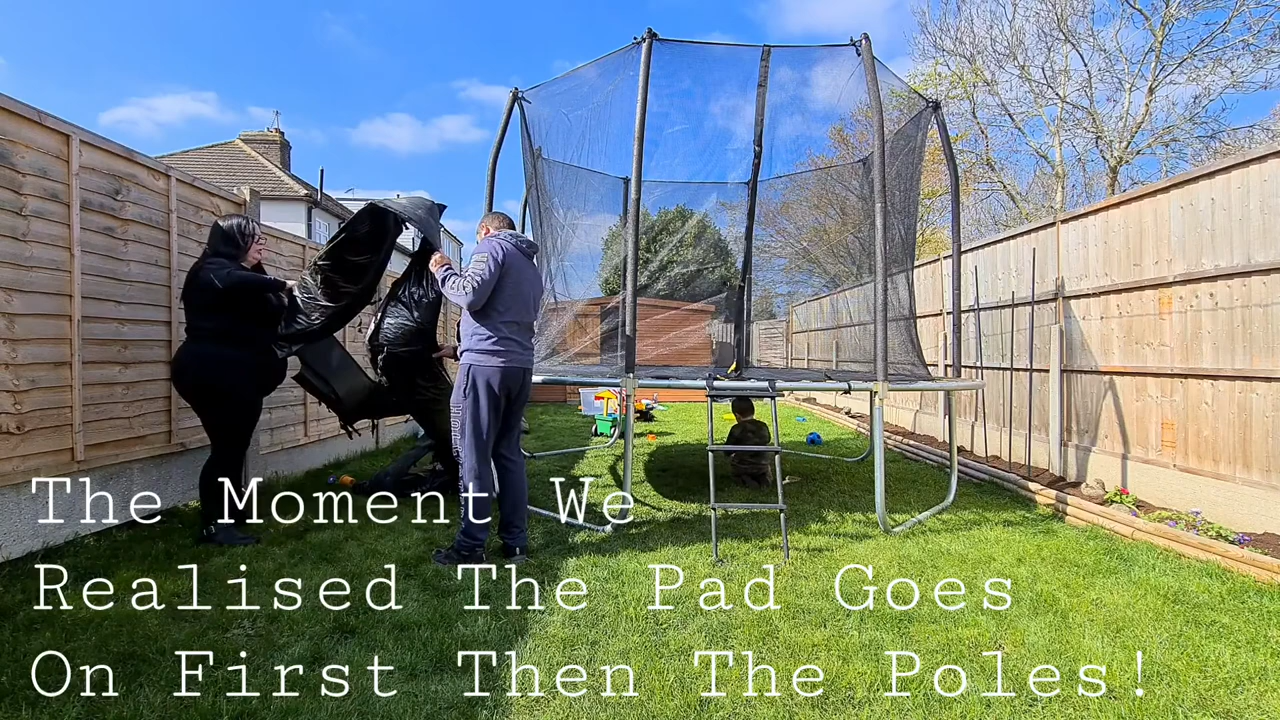 The Moment We
Realised The Pad Goes
On First Then The Poles!